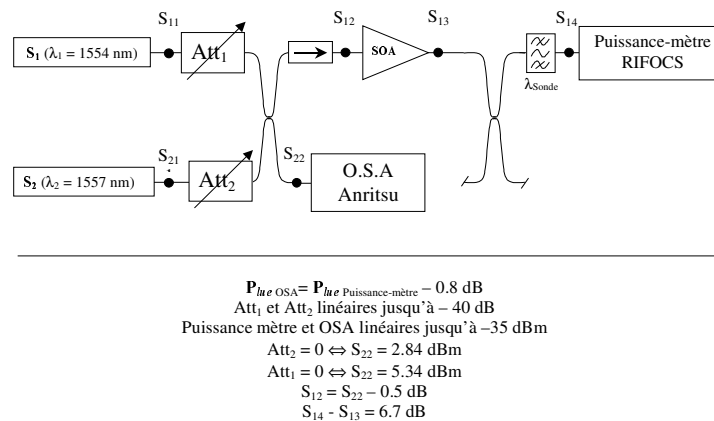 S11
S12
S13
S14
S1 (λ1 = 1554 nm)
Att1
SOA
λSonde
Puissance-mètre
RIFOCS
S21
S22
S2 (λ2 = 1557 nm)
Att2
O.S.A
Anritsu
Plue OSA= Plue Puissance-mètre – 0.8 dB
Att1 et Att2 linéaires jusqu'à – 40 dB
Puissance mètre et OSA linéaires jusqu'à –35 dBm
Att2 = 0 ⇔ S22 = 2.84 dBm
Att1 = 0 ⇔ S22 = 5.34 dBm
S12 = S22 – 0.5 dB
S14 - S13 = 6.7 dB